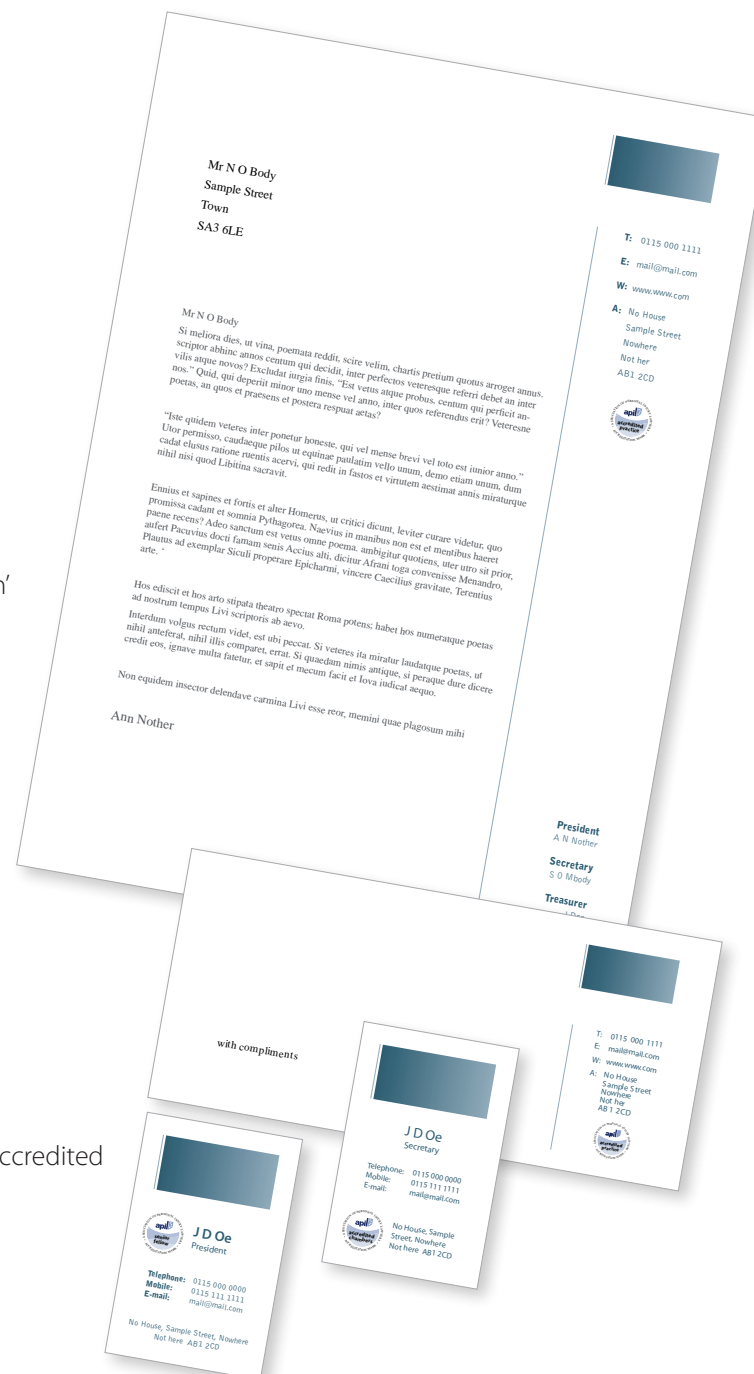 Mr N O Body
Sample Street
Town
SA3 6LE
T: 0115 000 1111
E: mail@mail.com
W: www.www.com
A: No House
Sample Street
Nowhere
Not her
AB1 2CD
apil
accredited
practice
Mr N O Body
Si meliora dies, ut vina, poemata reddit, scire velim, chartis pretium quotus arroget annus.
scriptor abhinc annos centum qui decidit, inter perfectos veteresque referri debet an inter
vilis atque novos? Excludat iurgia finis. “Est vetus atque probus, centum qui perficit an-
nos.” Quid, qui deperiit minor uno mense vel anno, inter quos referendus erit? Veteresne
poetas, an quos et praesens et postera respuat aetas?
“Iste quidem veteres inter ponetur honeste, qui vel mense brevi vel toto est iunior anno.”
Utor permisso, caudaeque pilos ut equinae paulatim vello unum, demo etiam unum, dum
cadat elusus ratione ruentis acervi, qui redit in fastos et virtutem aestimat annis miraturque
nihil nisi quod Libitina sacravit.
Ennius et sapines et fortis et alter Homerus, ut critici dicunt, leviter curare videtur, quo
promissa cadant et somnia Pythagorea. Naevius in manibus non est et mentibus haeret
paene recens? Adeo sanctum est vetus omne poema. ambigitur quotiens, uter utro sit prior,
aufert Pacuvius docti famam senis Accius alti, dicitur Afrani toga convenisse Menandro,
Plautus ad exemplar Siculi properare Epicharmi, vincere Caecilius gravitate, Terentius
arte. ‘
Hos ediscit et hos arto stipata theatro spectat Roma potens; habet hos numeratque poetas
ad nostrum tempus Livi scriptoris ab aevo.
Interdum volgus rectum videt, est ubi peccat. Si veteres ita miratur laudatque poetas, ut
nihil anteferat, nihil illis comparet, errat. Si quaedam nimis antique, si peraque dure dicere
credit eos, ignave multa fatetur, et sapit et mecum facit et Iova iudicat aequo.
Non equidem insector delendave carmina Livi esse reor, memini quae plagosum mihi
Ann Nother
President
A N Nother
Secretary
S O Mbody
Treasurer
n’
ccredited
with compliments
T: 0115 000 1111
E: mail@mail.com
W: www.www.com
A: No House
Sample Street
Nowhere
Not her
AB1 2CD
apil
accredited
practice
J D Oe
Secretary
Telephone: 0115 000 0000
Mobile: 0115 111 1111
E-mail: mail@mail.com
apil
accredited
chambers
No House, Sample
Street, Nowhere
Not here AB1 2CD
apil
senior
fellow
J D Oe
President
Telephone: 0115 000 0000
Mobile: 0115 111 1111
E-mail: mail@mail.com
No House, Sample Street, Nowhere
Not here AB1 2CD